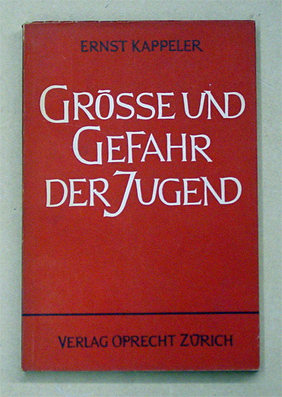 ERNST KAPPELER
GRÖSSE UND
GEFAHR
DER JUGEND
VERLAG OPRECHT ZÜRICH